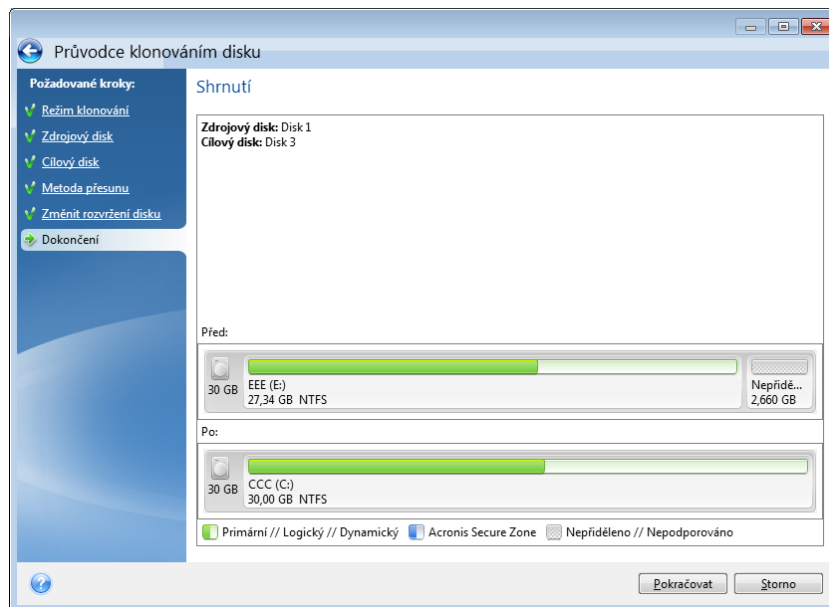 Průvodce klonováním disku
Požadované kroky:
Režim klonování
Zdrojový disk
Cílový disk
Metoda přesunu
Změnit rozvržení disku
Dokončení
Shrnutí
Zdrojový disk: Disk 1
Cílový disk: Disk 3
Před:
30 GB
EEE (E:)
27,34 GB NTFS
Nepřidě...
2,660 GB
Po:
30 GB
CCC (C:)
30,00 GB NTFS
Primární // Logický // Dynamický Acronis Secure Zone Nepřiděleno // Nepodporováno
Pokračovat Storno